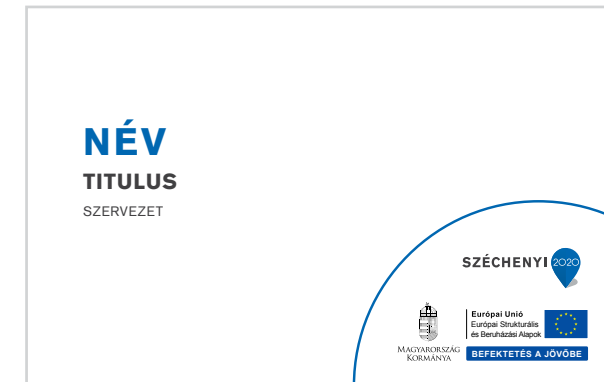 NÉV
TITULUS
SZERVEZET
SZÉCHENYI 2020
Európai Unió
Európai Strukturális
és Beruházási Alapok
MAGYARORSZÁG
KORMÁNYA
BEFEKTETÉS A JÖVŐBE